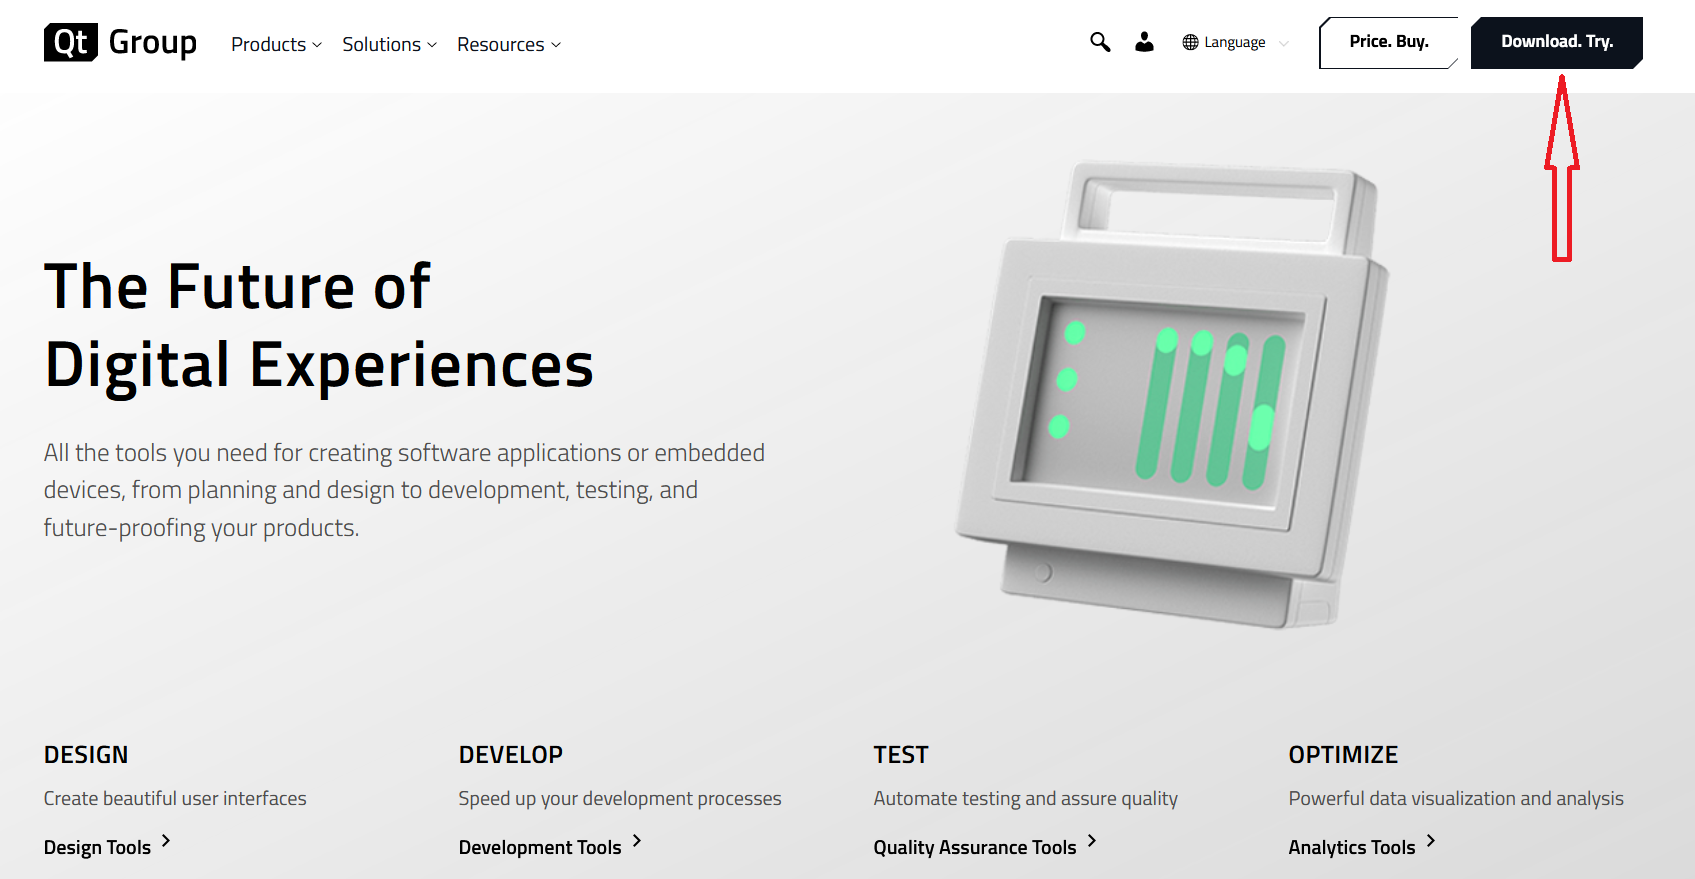 Qt Group Products Solutions Resources Language Price. Buy. Download. Try.
The Future of
Digital Experiences
All the tools you need for creating software applications or embedded
devices, from planning and design to development, testing, and
future-proofing your products.
DESIGN
Create beautiful user interfaces
Design Tools
DEVELOP
Speed up your development processes
Development Tools
TEST
Automate testing and assure quality
Quality Assurance Tools
OPTIMIZE
Powerful data visualization and analysis
Analytics Tools